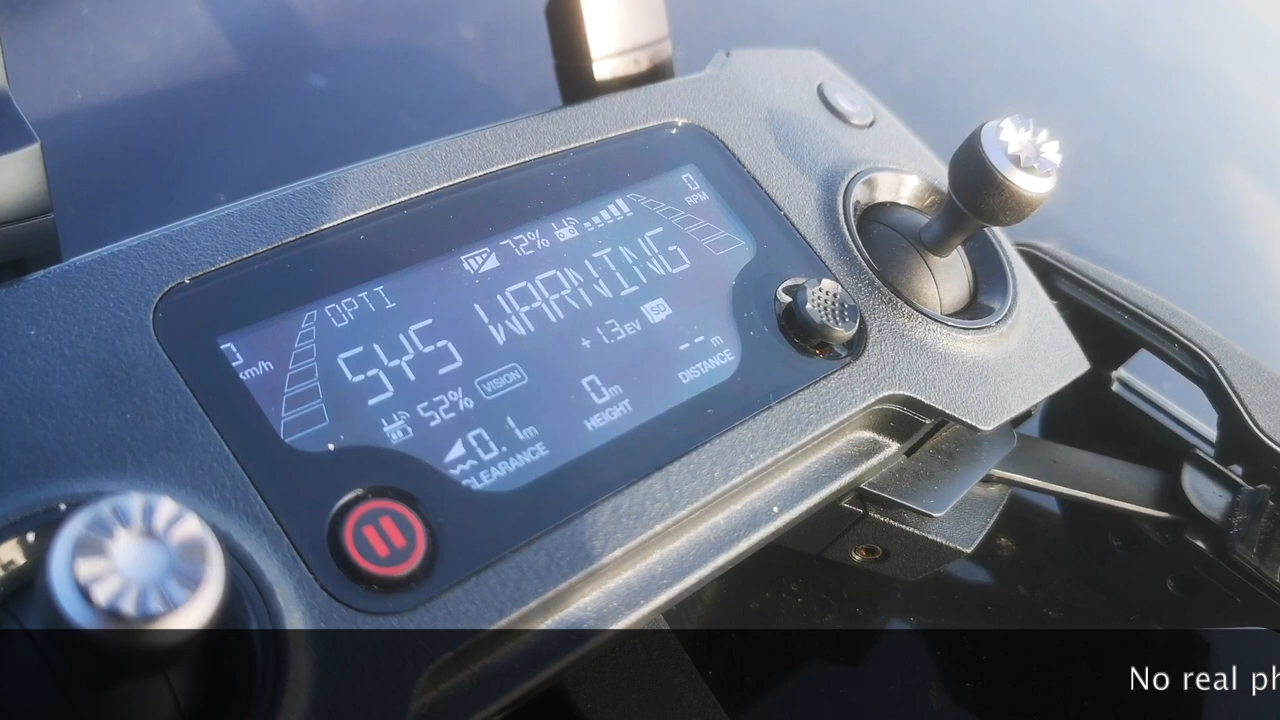 0 RPM
72%
OPTI
SYS WARNING
0 km/h
+1.3EV SD
52% VISION
--m
DISTANCE
0m
HEIGHT
0.1m
CLEARANCE
No real ph